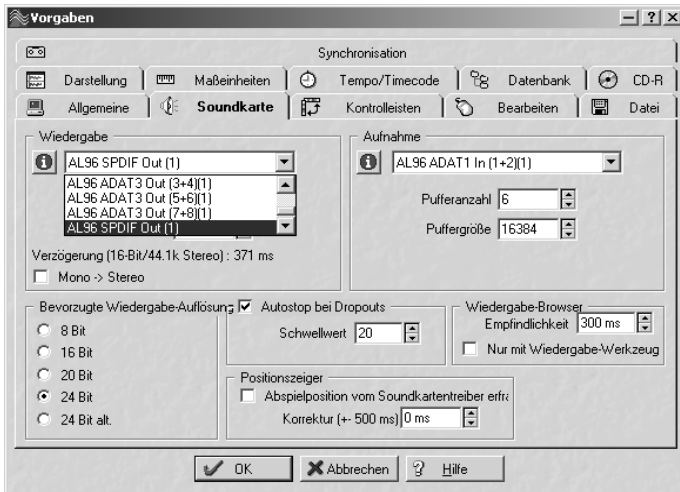 Vorgaben
Synchronisation
Darstellung Maßeinheiten Tempo/Timecode Datenbank CD-R
Allgemeine Soundkarte Kontrolleisten Bearbeiten Datei
Wiedergabe
AL96 SPDIF Out (1)
AL96 ADAT3 Out (3+4)(1)
AL96 ADAT3 Out (5+6)(1)
AL96 ADAT3 Out (7+8)(1)
AL96 SPDIF Out (1)
Verzögerung (16-Bit/44.1k Stereo) : 371 ms
Mono -> Stereo
Aufnahme
AL96 ADAT1 In (1+2)(1)
Pufferanzahl 6
Puffergröße 16384
Bevorzugte Wiedergabe-Auflösung
8 Bit
16 Bit
20 Bit
24 Bit
24 Bit alt.
Autostop bei Dropouts
Schwellwert 20
Wiedergabe-Browser
Empfindlichkeit 300 ms
Nur mit Wiedergabe-Werkzeug
Positionszeiger
Abspielposition vom Soundkartentreiber erfra
Korrektur (+- 500 ms) 0 ms
OK Abbrechen Hilfe